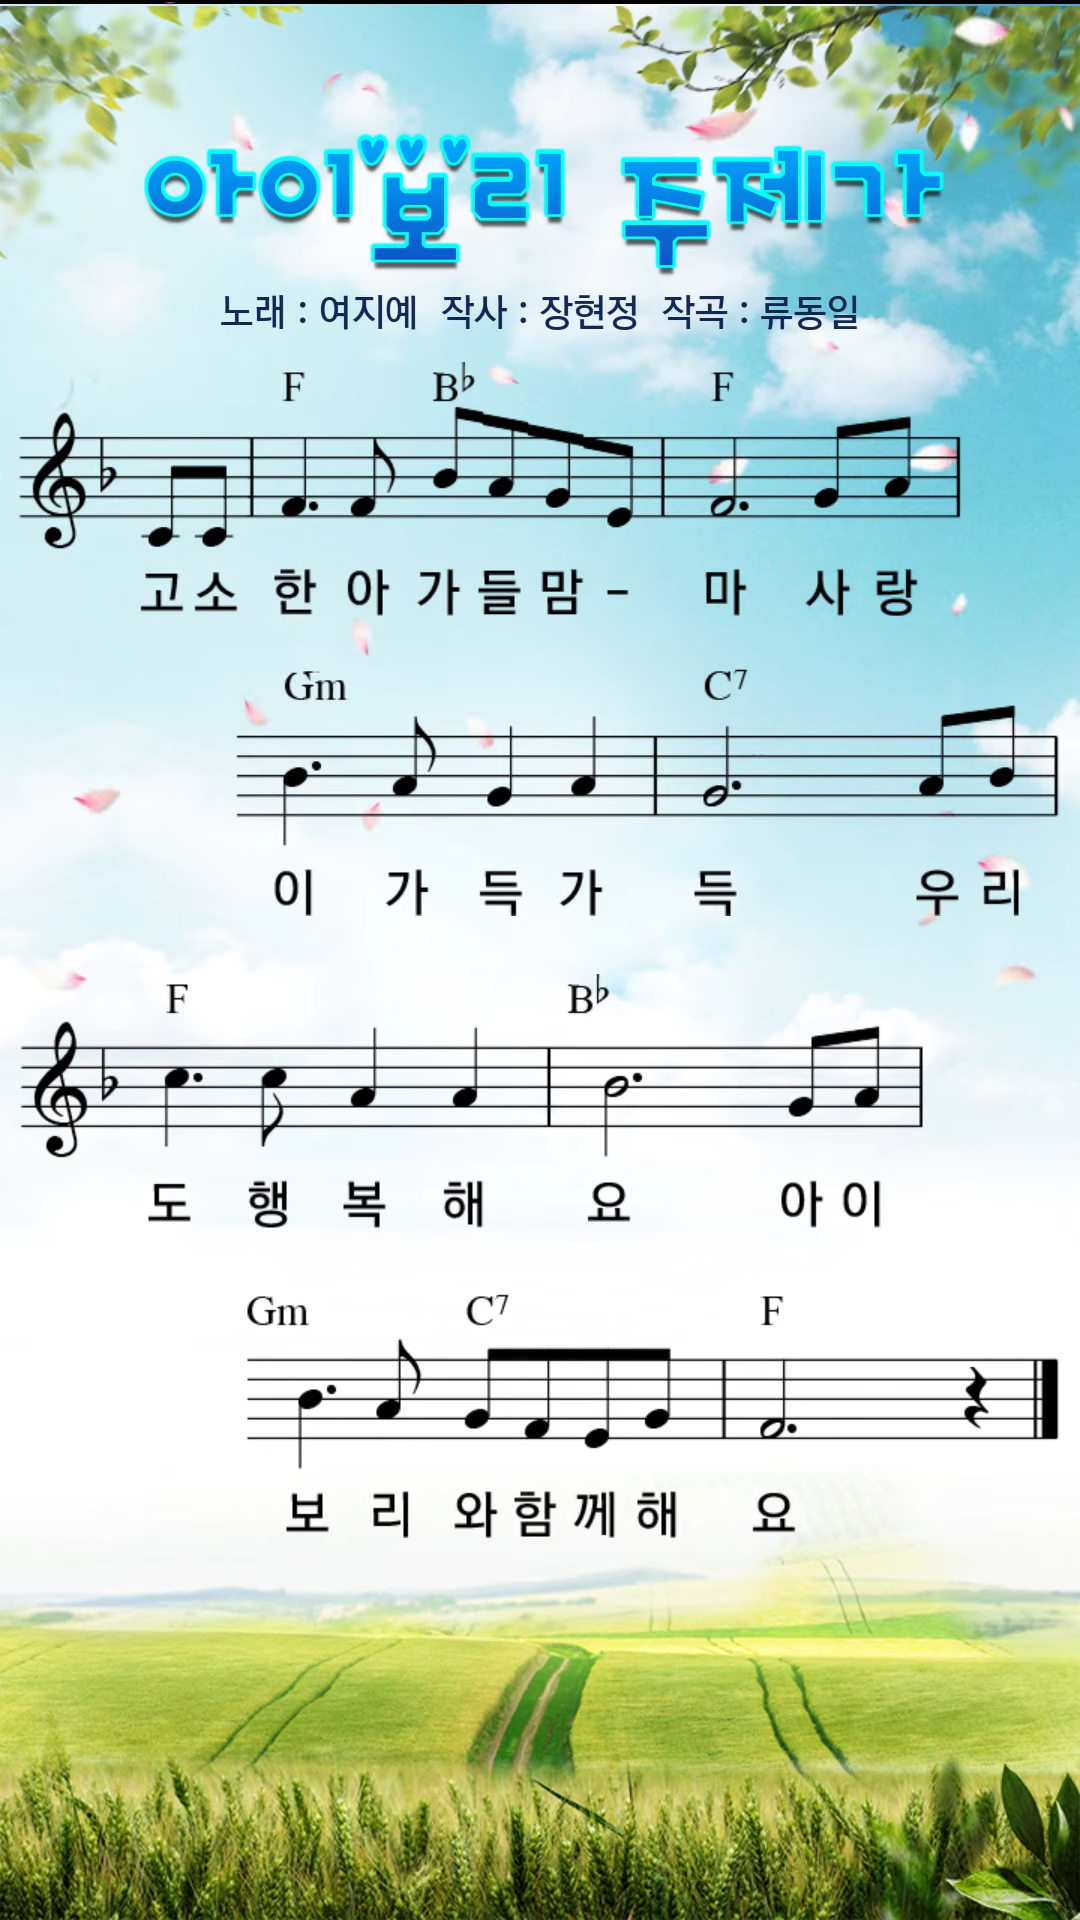 아이보리 주제가
노래 : 여지예 작사 : 장현정 작곡 : 류동일
F B♭ F
고소 한 아 가 들 맘 - 마 사 랑
Gm C7
이 가 득 가 득 우 리
F B♭
도 행 복 해 요 아 이
Gm C7 F
보 리 와 함 께 해 요